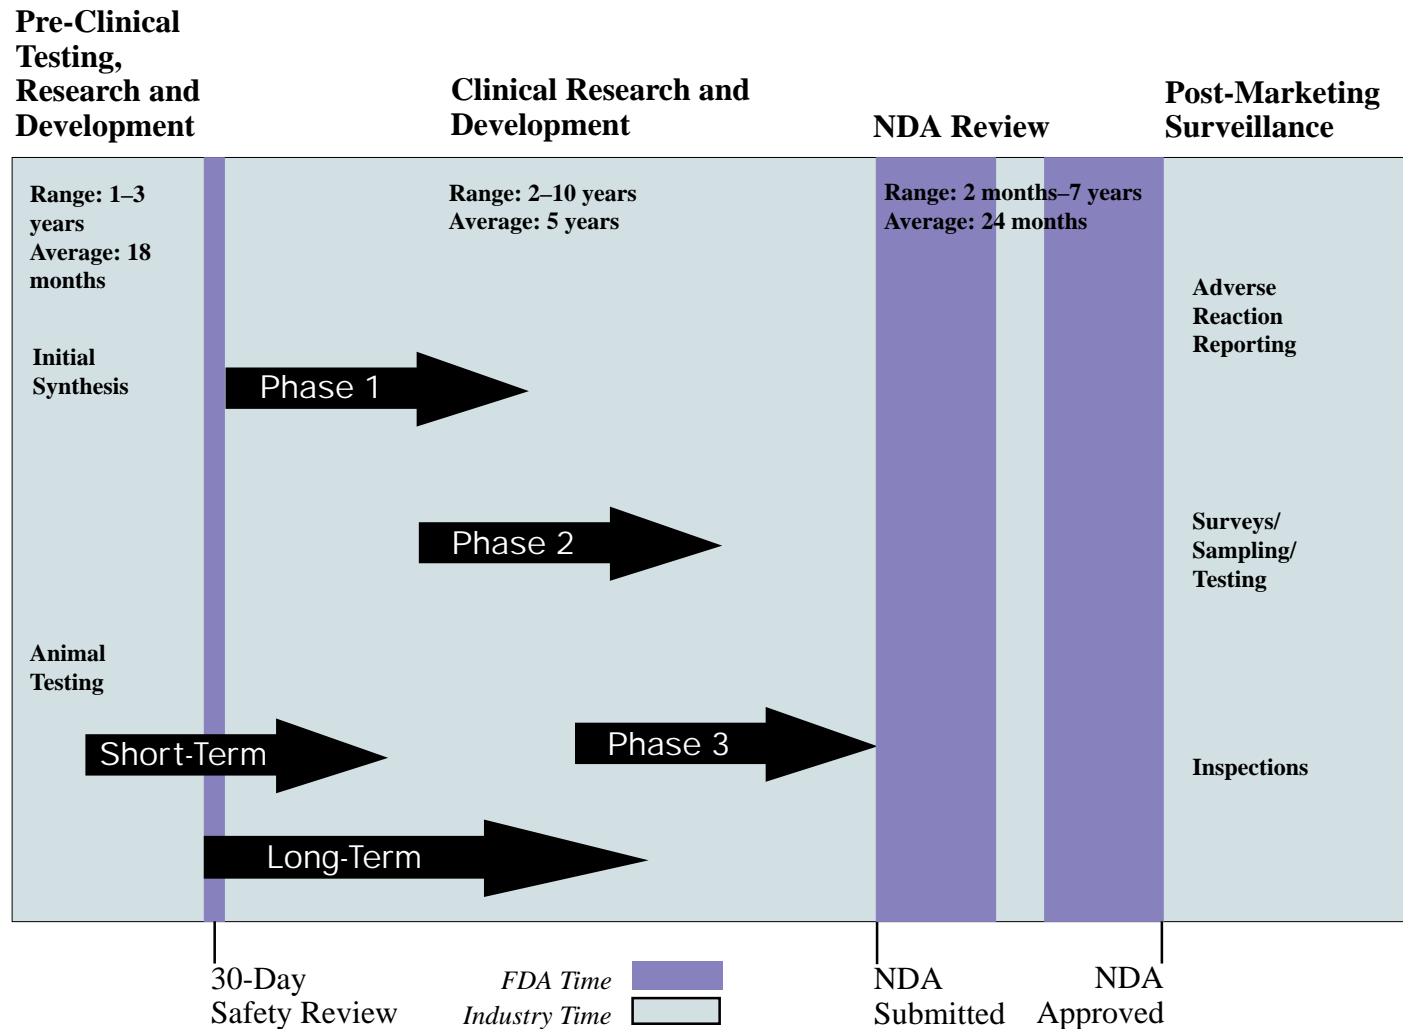 Pre-Clinical
Testing,
Research and
Development
Clinical Research and
Development
NDA Review
Post-Marketing
Surveillance
Range: 1–3
years
Average: 18
months
Range: 2–10 years
Average: 5 years
Range: 2 months–7 years
Average: 24 months
Adverse
Reaction
Reporting
Initial
Synthesis
Phase 1
Phase 2
Surveys/
Sampling/
Testing
Animal
Testing
Short-Term
Phase 3
Inspections
Long-Term
30-Day
Safety Review
FDA Time
Industry Time
NDA
Submitted
NDA
Approved